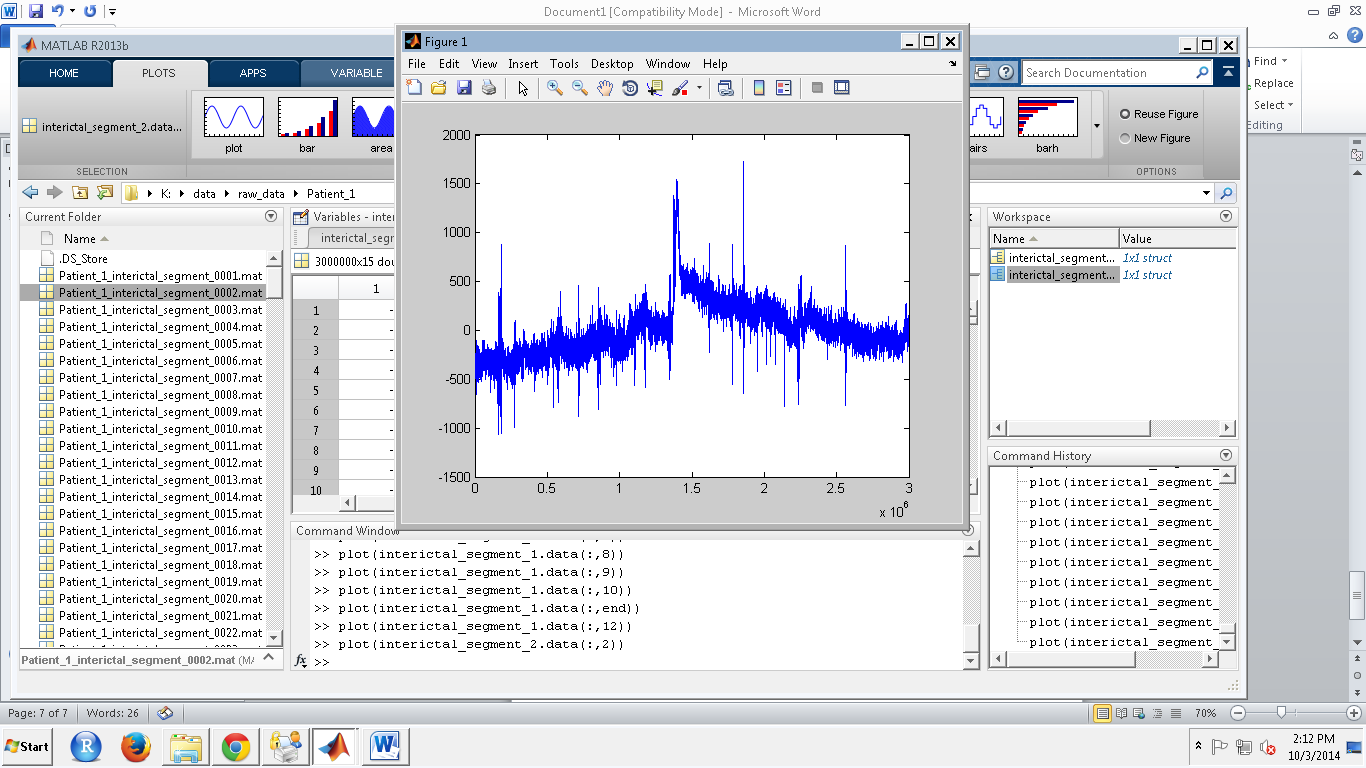 Document1 [Compatibility Mode] - Microsoft Word
MATLAB R2013b
HOME PLOTS APPS VARIABLE
Search Documentation
interictal_segment_2.data...
plot bar area
airs barh
Reuse Figure
New Figure
SELECTION
OPTIONS
Find
Replace
Select
Editing
K: data raw_data Patient_1
Current Folder
Name
.DS_Store
Patient_1_interictal_segment_0001.mat
Patient_1_interictal_segment_0002.mat
Patient_1_interictal_segment_0003.mat
Patient_1_interictal_segment_0004.mat
Patient_1_interictal_segment_0005.mat
Patient_1_interictal_segment_0006.mat
Patient_1_interictal_segment_0007.mat
Patient_1_interictal_segment_0008.mat
Patient_1_interictal_segment_0009.mat
Patient_1_interictal_segment_0010.mat
Patient_1_interictal_segment_0011.mat
Patient_1_interictal_segment_0012.mat
Patient_1_interictal_segment_0013.mat
Patient_1_interictal_segment_0014.mat
Patient_1_interictal_segment_0015.mat
Patient_1_interictal_segment_0016.mat
Patient_1_interictal_segment_0017.mat
Patient_1_interictal_segment_0018.mat
Patient_1_interictal_segment_0019.mat
Patient_1_interictal_segment_0020.mat
Patient_1_interictal_segment_0021.mat
Patient_1_interictal_segment_0022.mat
Patient_1_interictal_segment_0002.mat (MA
Variables - inter
interictal_segr
3000000x15 dou
1
1
2
3
4
5
6
7
8
9
10
Figure 1
File Edit View Insert Tools Desktop Window Help
2000
1500
1000
500
0
-500
-1000
-1500
0 0.5 1 1.5 2 2.5 3
x 10^6
Command Window
>> plot(interictal_segment_1.data(:,8))
>> plot(interictal_segment_1.data(:,9))
>> plot(interictal_segment_1.data(:,10))
>> plot(interictal_segment_1.data(:,end))
>> plot(interictal_segment_1.data(:,12))
>> plot(interictal_segment_2.data(:,2))
fx >>
Workspace
Name Value
interictal_segment... 1x1 struct
interictal_segment... 1x1 struct
Command History
plot(interictal_segment_
plot(interictal_segment_
plot(interictal_segment_
plot(interictal_segment_
plot(interictal_segment_
plot(interictal_segment_
plot(interictal_segment_
plot(interictal_segment_
plot(interictal_segment_
Page: 7 of 7 Words: 26
70%
Start
2:12 PM
10/3/2014